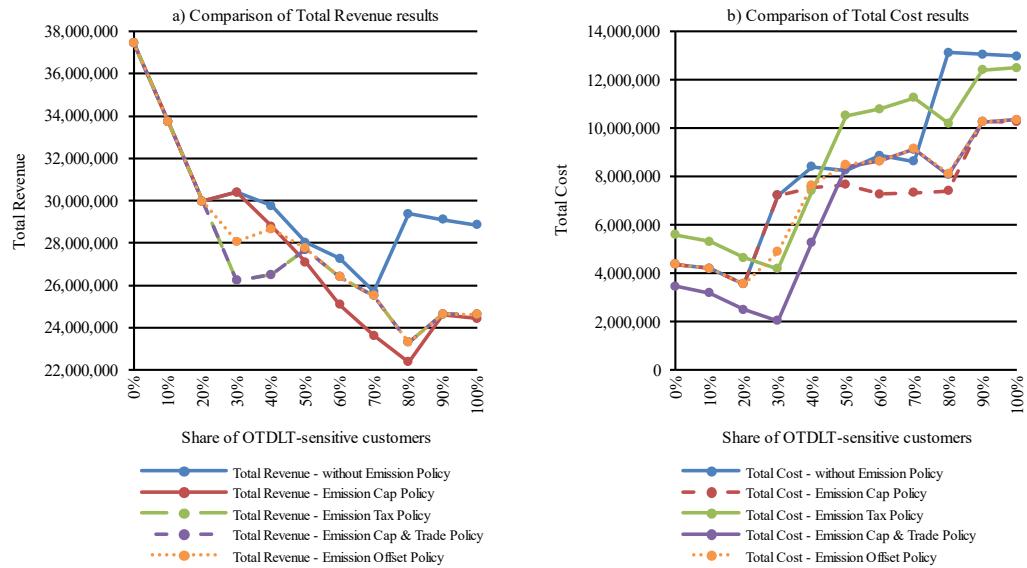 a) Comparison of Total Revenue results
38,000,000
36,000,000
34,000,000
32,000,000
30,000,000
28,000,000
26,000,000
24,000,000
22,000,000
Total Revenue
0%
10%
20%
30%
40%
50%
60%
70%
80%
90%
100%
Share of OTDLT-sensitive customers
Total Revenue - without Emission Policy
Total Revenue - Emission Cap Policy
Total Revenue - Emission Tax Policy
Total Revenue - Emission Cap & Trade Policy
Total Revenue - Emission Offset Policy
b) Comparison of Total Cost results
14,000,000
12,000,000
10,000,000
8,000,000
6,000,000
4,000,000
2,000,000
0
Total Cost
0%
10%
20%
30%
40%
50%
60%
70%
80%
90%
100%
Share of OTDLT-sensitive customers
Total Cost - without Emission Policy
Total Cost - Emission Cap Policy
Total Cost - Emission Tax Policy
Total Cost - Emission Cap & Trade Policy
Total Cost - Emission Offset Policy